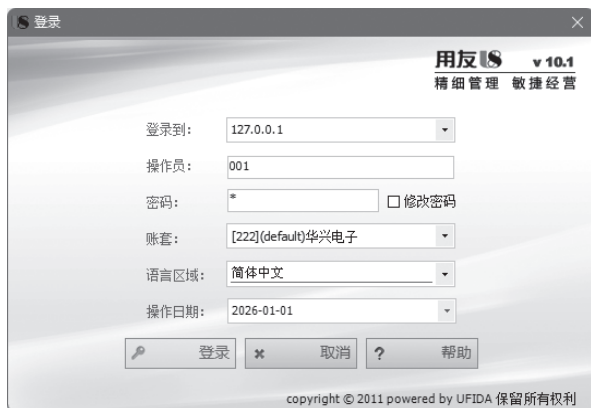 登录
用友U8 v 10.1
精细管理 敏捷经营
登录到： 127.0.0.1
操作员： 001
密码： * 修改密码
账套： [222](default)华兴电子
语言区域： 简体中文
操作日期： 2026-01-01
登录 取消 ? 帮助
copyright © 2011 powered by UFIDA 保留所有权利